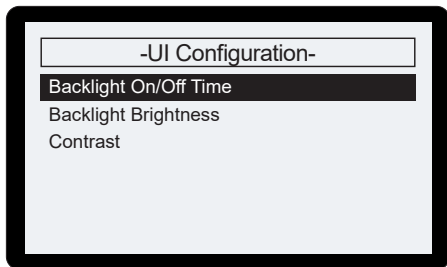 -UI Configuration-
Backlight On/Off Time
Backlight Brightness
Contrast